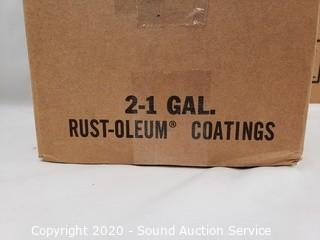 2-1 GAL.
RUST-OLEUM® COATINGS
Copyright 2020 - Sound Auction Service